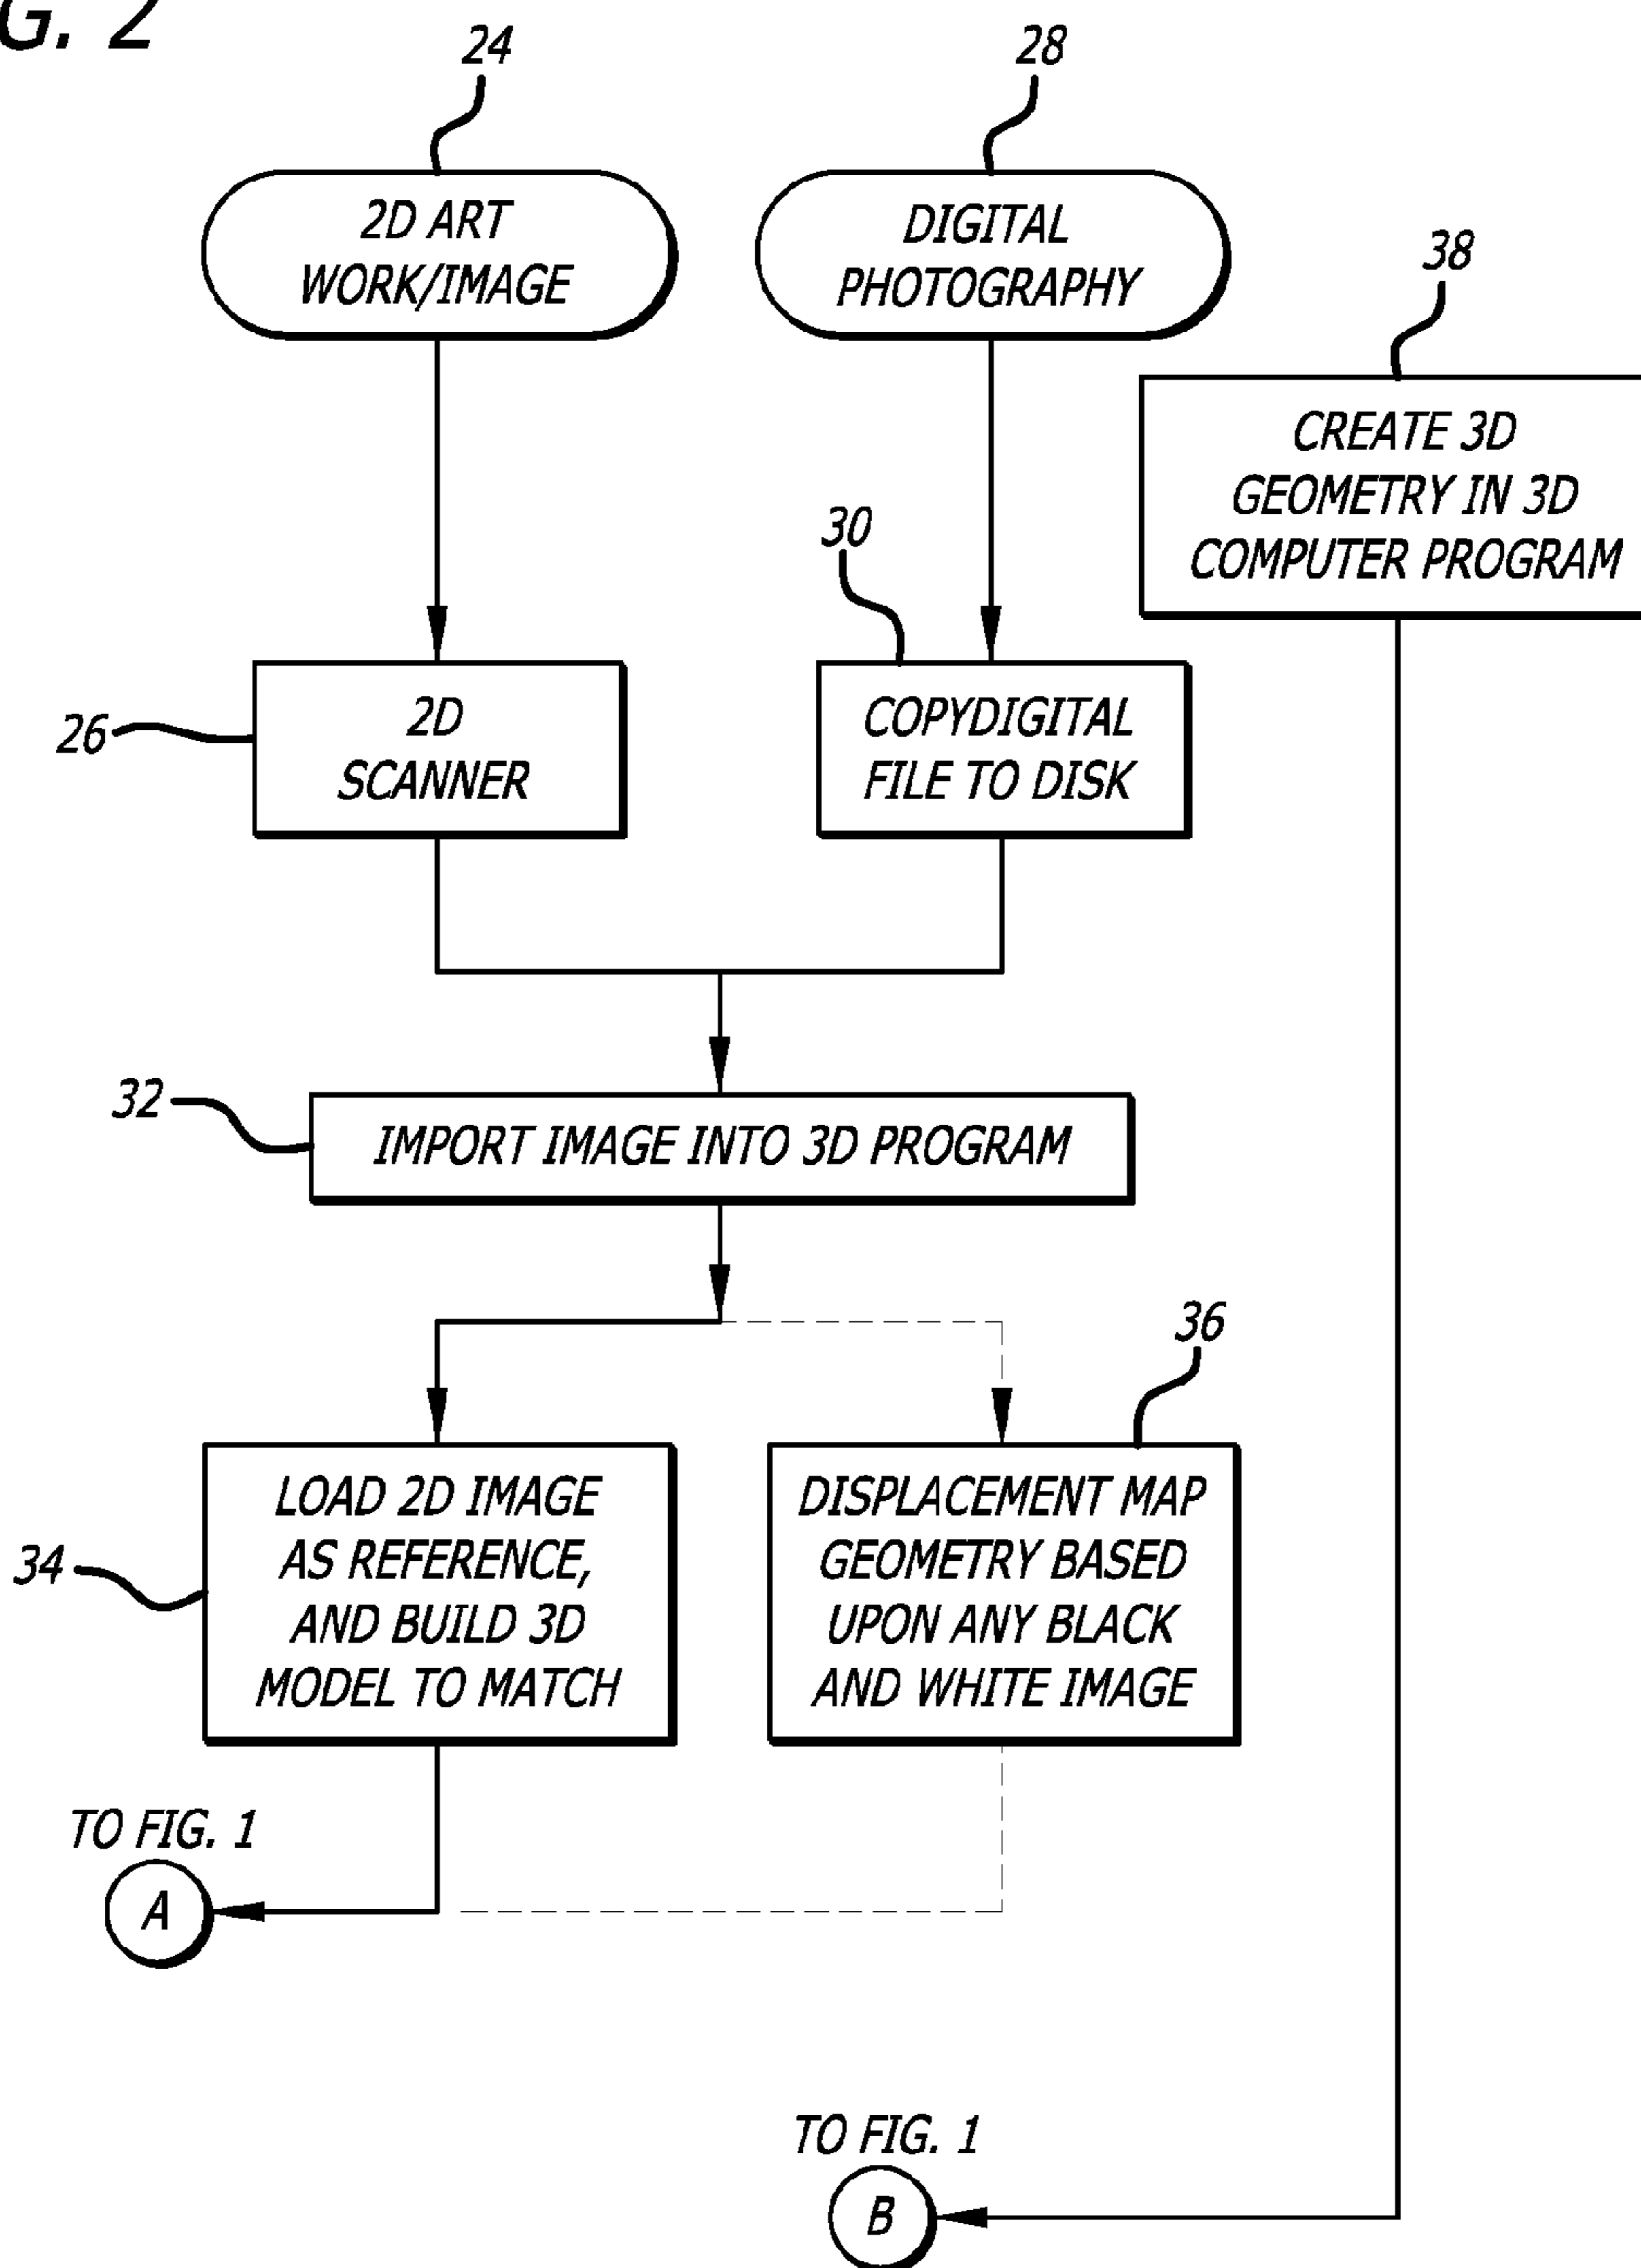 G. 2
24
28
2D ART
WORK/IMAGE
DIGITAL
PHOTOGRAPHY
38
CREATE 3D
GEOMETRY IN 3D
COMPUTER PROGRAM
30
26
2D
SCANNER
COPYDIGITAL
FILE TO DISK
32
IMPORT IMAGE INTO 3D PROGRAM
36
34
LOAD 2D IMAGE
AS REFERENCE,
AND BUILD 3D
MODEL TO MATCH
DISPLACEMENT MAP
GEOMETRY BASED
UPON ANY BLACK
AND WHITE IMAGE
TO FIG. 1
A
TO FIG. 1
B